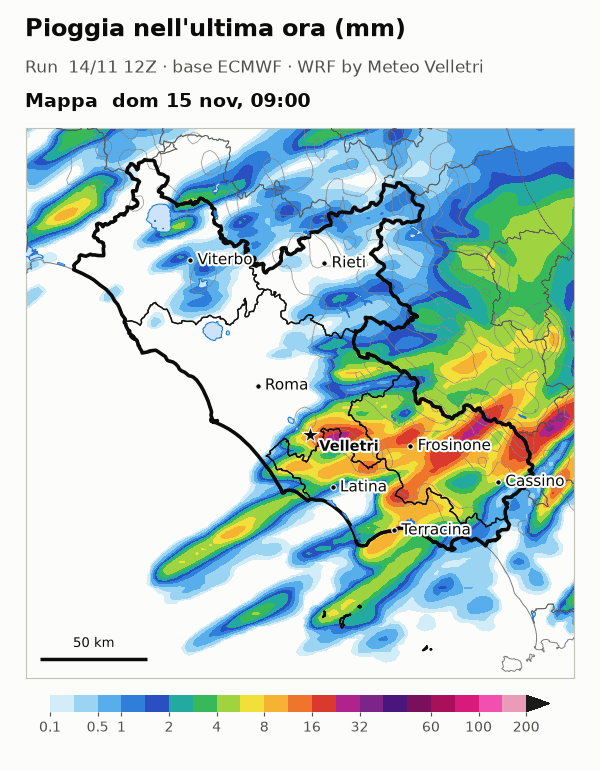 Pioggia nell'ultima ora (mm)
Run  14/11 12Z · base ECMWF · WRF by Meteo Velletri
Mappa  dom 15 nov, 09:00
Viterbo
Rieti
Roma
Velletri
Frosinone
Latina
Cassino
Terracina
50 km
0.1 0.5 1 2 4 8 16 32 60 100 200